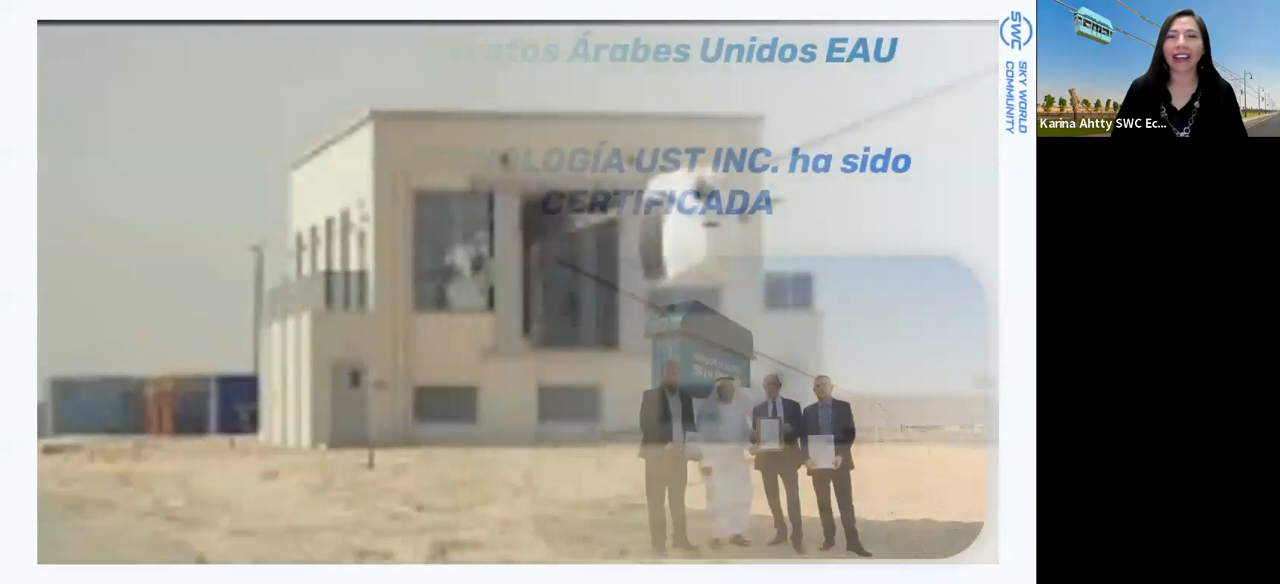 Árabes Unidos EAU
UST INC. ha sido
CERTIFICADA
SWC
SKY WORLD
COMMUNITY
Karina Ahtty SWC Ec...